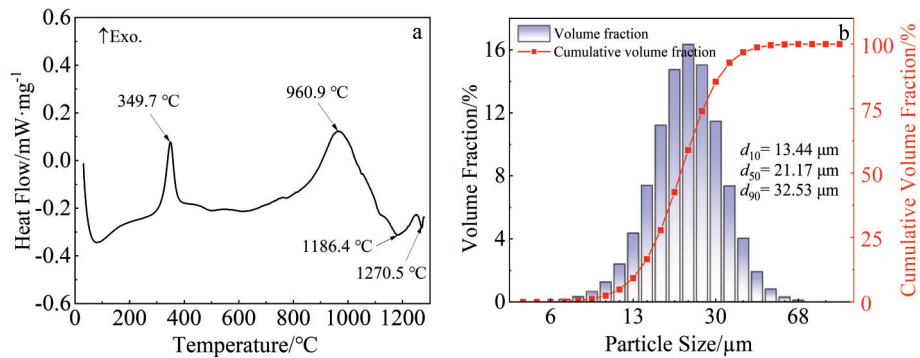 a
↑Exo.
349.7 ℃
960.9 ℃
1186.4 ℃
1270.5 ℃
0.6
0.4
0.2
0.0
-0.2
-0.4
-0.6
Heat Flow/mW·mg⁻¹
0 200 400 600 800 1000 1200
Temperature/℃
b
Volume fraction
Cumulative volume fraction
d₁₀= 13.44 μm
d₅₀= 21.17 μm
d₉₀= 32.53 μm
16
12
8
4
0
Volume Fraction/%
100
75
50
25
0
Cumulative Volume Fraction/%
6 13 30 68
Particle Size/μm